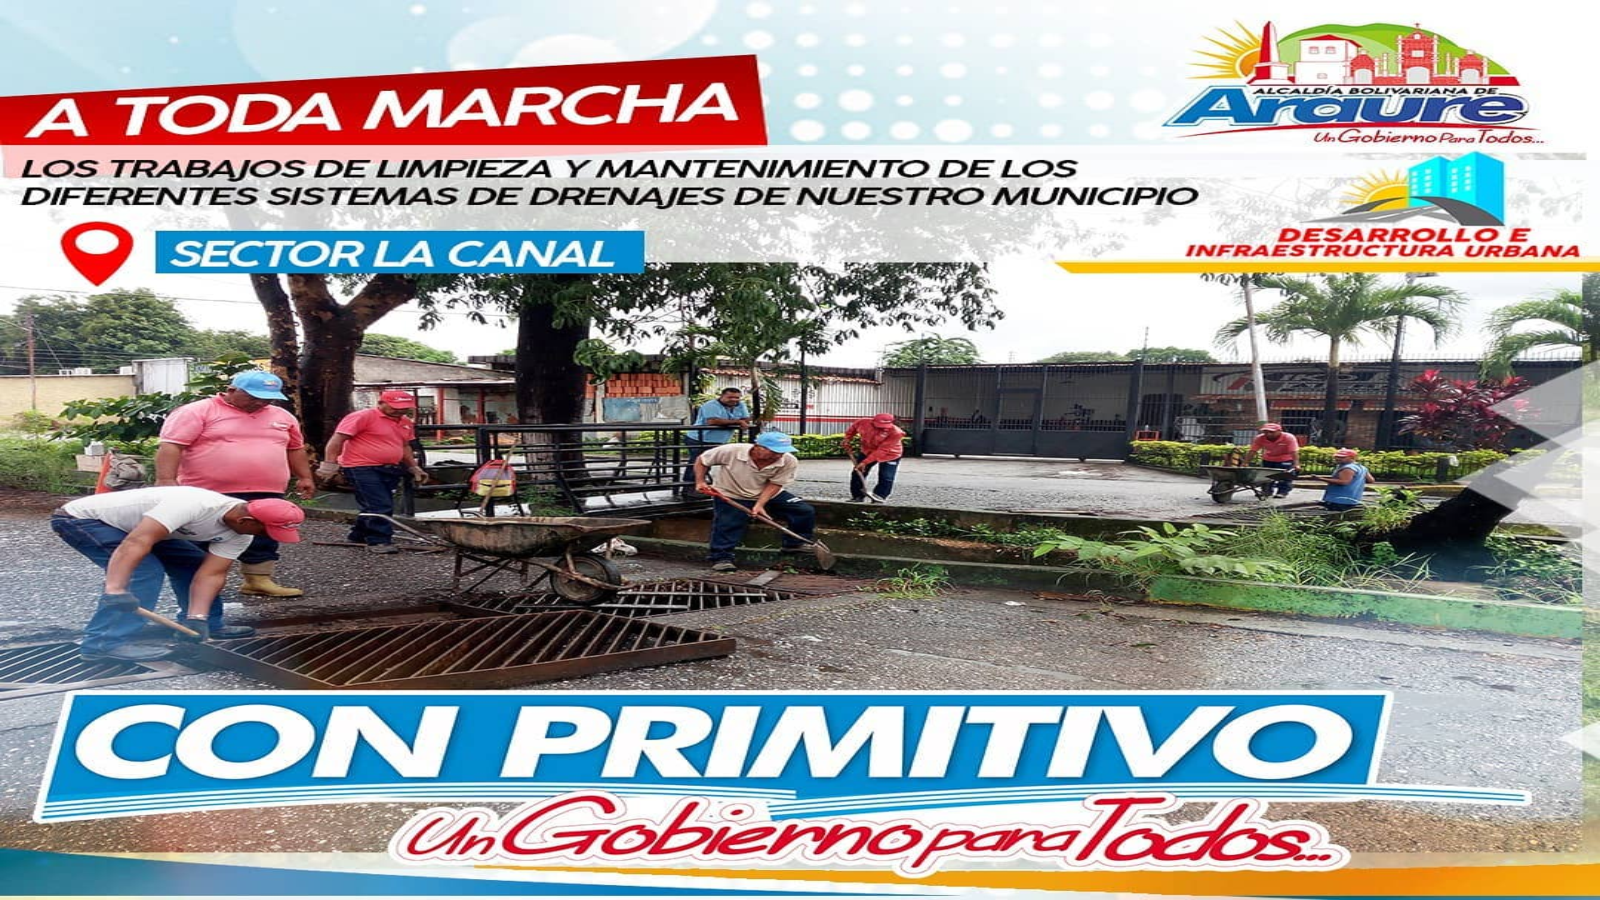 A TODA MARCHA
LOS TRABAJOS DE LIMPIEZA Y MANTENIMIENTO DE LOS
DIFERENTES SISTEMAS DE DRENAJES DE NUESTRO MUNICIPIO
SECTOR LA CANAL
ALCALDÍA BOLIVARIANA DE
Araure
Un Gobierno Para Todos...
DESARROLLO E
INFRAESTRUCTURA URBANA
CON PRIMITIVO
Un Gobierno para Todos...